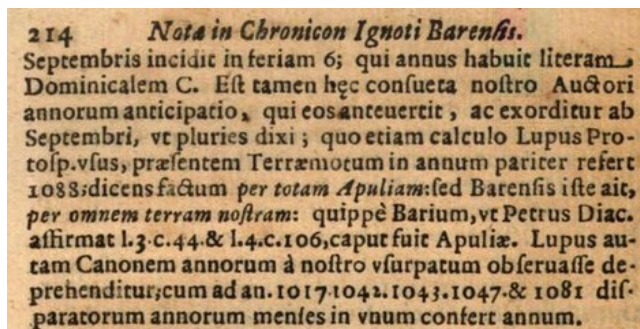 214 Notæ in Chronicon Ignoti Barensis.
Septembris incidit in feriam 6; qui annus habuit literam
Dominicalem C. Est tamen hęc consueta nostro Auctori
annorum anticipatio, qui eos anteuertit, ac exorditur ab
Septembri, vt pluries dixi; quo etiam calculo Lupus Pro-
tosp. vsus, præsentem Terræmotum in annum pariter refert
1088; dicens factum per totam Apuliam: sed Barensis iste ait,
per omnem terram nostram: quippè Barium, vt Petrus Diac.
affirmat l.3.c.44.& l.4.c.106, caput fuit Apuliæ. Lupus au-
tam Canonem annorum à nostro vsurpatum obseruasse de-
prehenditur; cum ad an. 1017. 1042. 1043. 1047. & 1081 dis-
paratorum annorum menses in vnum confert annum.